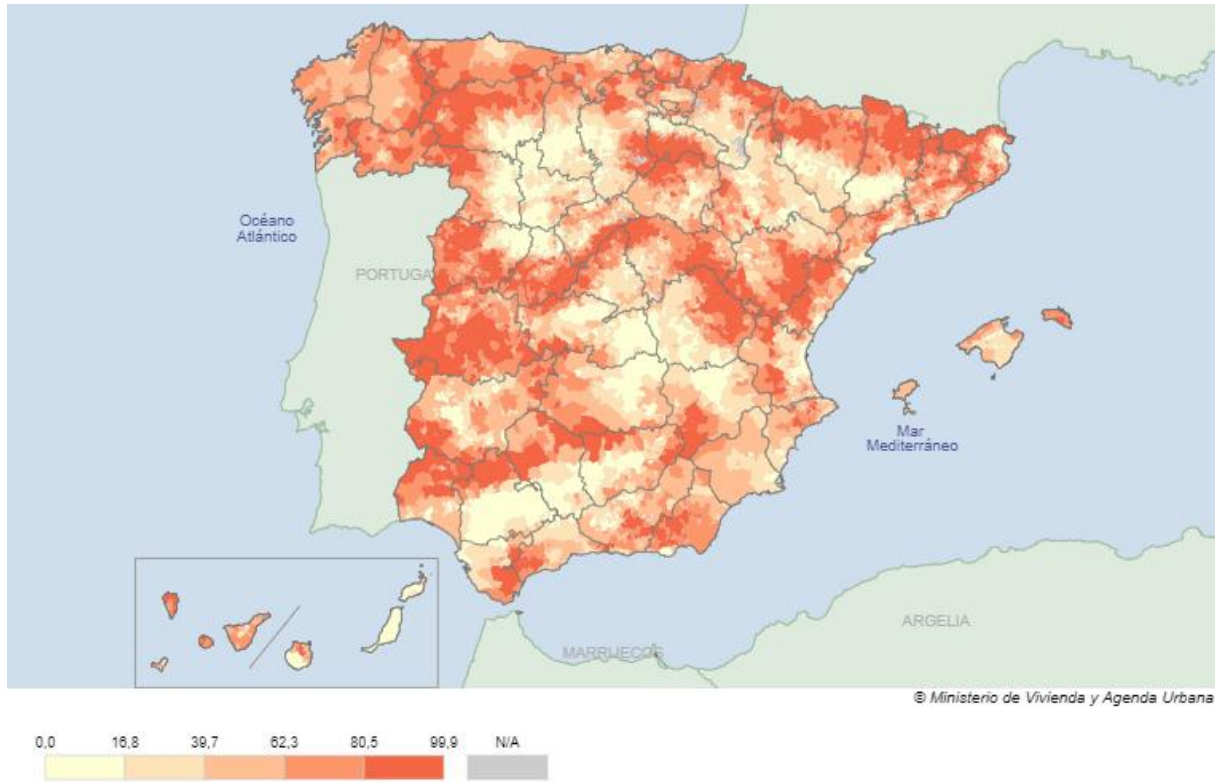 Océano
Atlántico
PORTUGA
Mar
Mediterráneo
ARGELIA
MARRUECOS
© Ministerio de Vivienda y Agenda Urbana
0,0 16,8 39,7 62,3 80,5 99,9 N/A